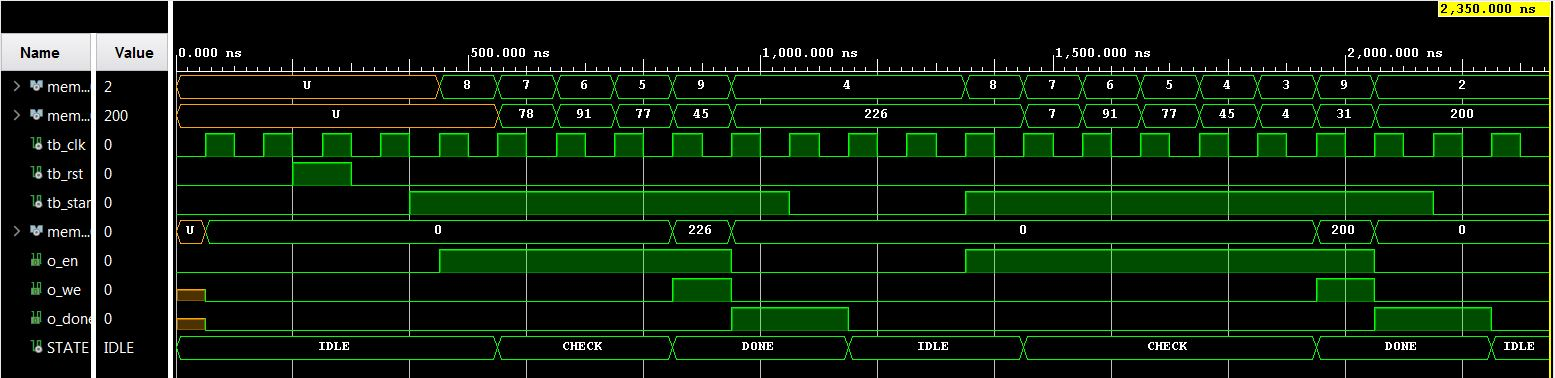 2,350.000 ns
Name Value 0.000 ns 500.000 ns 1,000.000 ns 1,500.000 ns 2,000.000 ns
mem... 2 U 8 7 6 5 9 4 8 7 6 5 4 3 9 2
mem... 200 U 78 91 77 45 226 7 91 77 45 4 31 200
tb_clk 0
tb_rst 0
tb_star 0
mem... 0 U 0 226 0 200 0
o_en 0
o_we 0
o_done 0
STATE IDLE IDLE CHECK DONE IDLE CHECK DONE IDLE